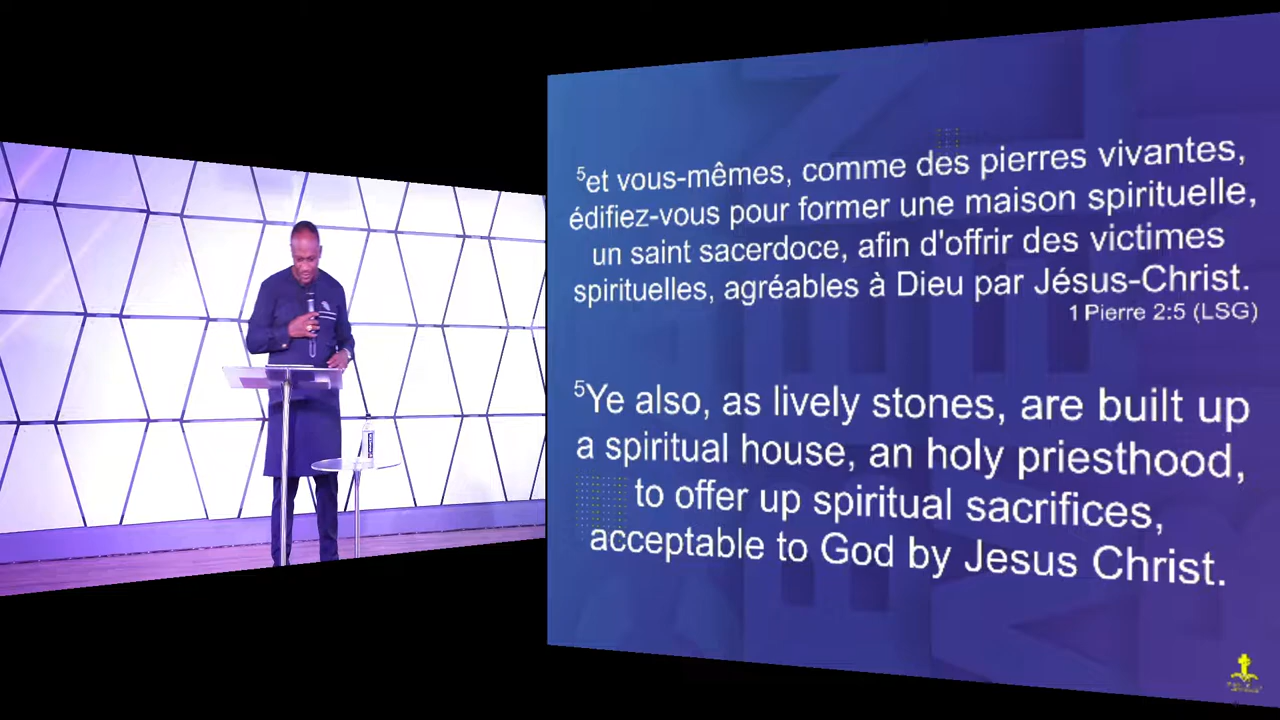 ⁵et vous-mêmes, comme des pierres vivantes,
édifiez-vous pour former une maison spirituelle,
un saint sacerdoce, afin d'offrir des victimes
spirituelles, agréables à Dieu par Jésus-Christ.
1 Pierre 2:5 (LSG)
⁵Ye also, as lively stones, are built up
a spiritual house, an holy priesthood,
to offer up spiritual sacrifices,
acceptable to God by Jesus Christ.